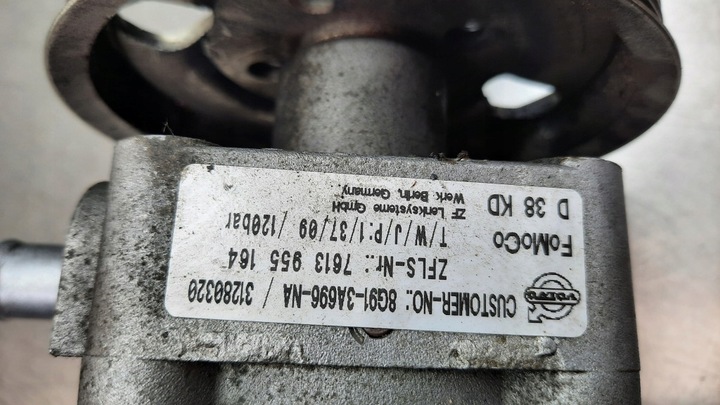 VOLVO
CUSTOMER-NO.: 8G91-3A696-NA / 31280320
ZFLS-Nr.: 7613 955 164
FoMoCo T/W/J/P:1/37/09 /120bar
D 38 KD ZF Lenksysteme GmbH
Werk Berlin, Germany